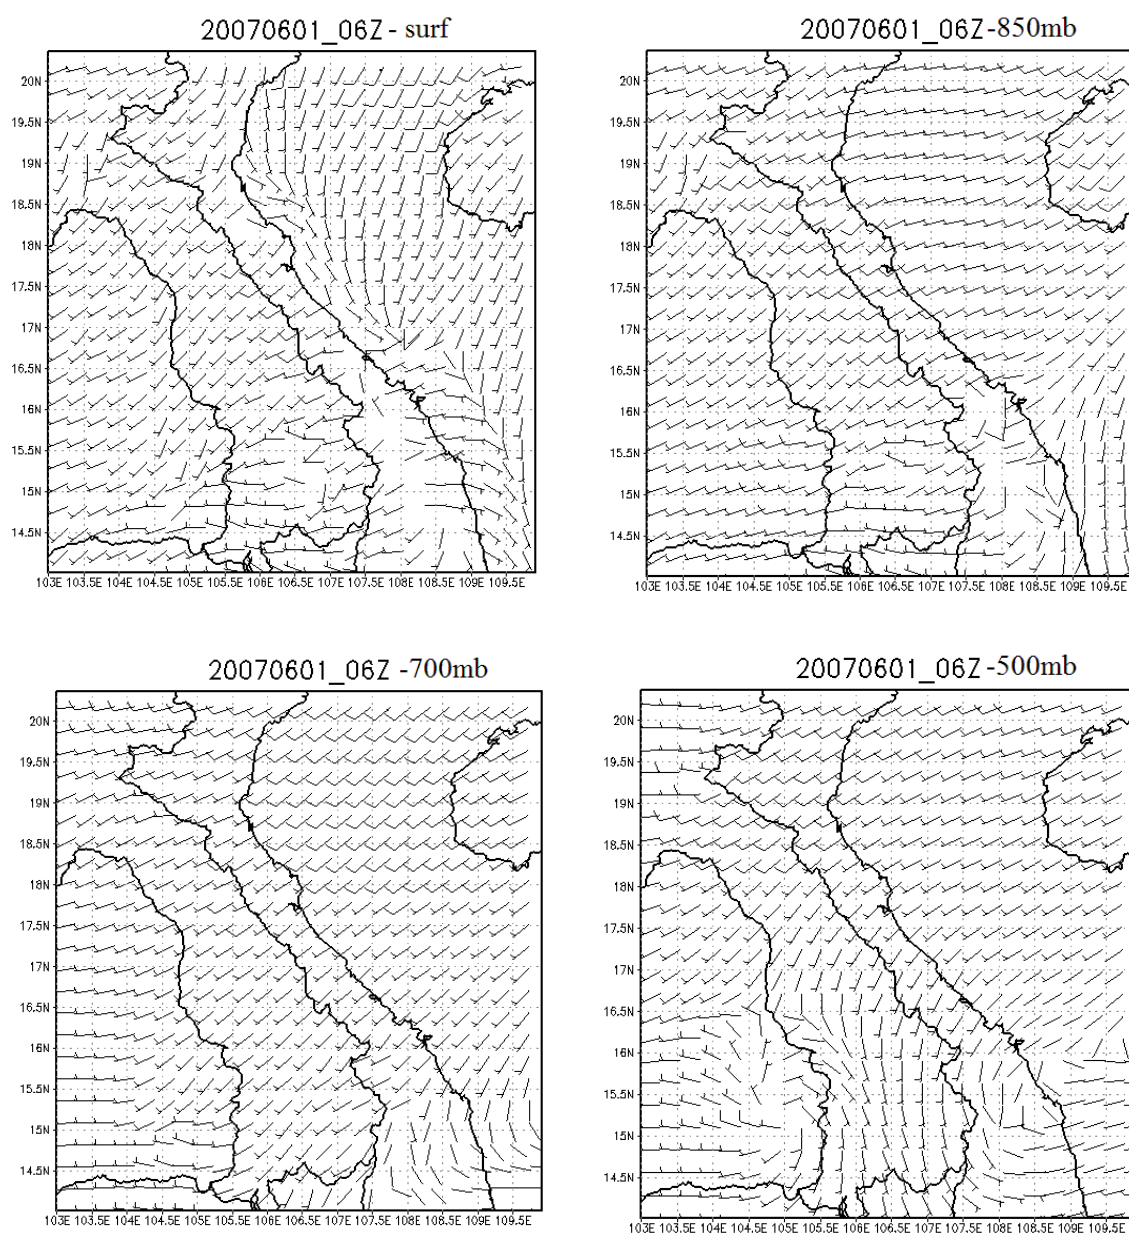 20070601_06Z - surf
20070601_06Z -850mb
20N
19.5N
19N
18.5N
18N
17.5N
17N
16.5N
16N
15.5N
15N
14.5N
103E 103.5E 104E 104.5E 105E 105.5E 106E 106.5E 107E 107.5E 108E 108.5E 109E 109.5E
20N
19.5N
19N
18.5N
18N
17.5N
17N
16.5N
16N
15.5N
15N
14.5N
103E 103.5E 104E 104.5E 105E 105.5E 106E 106.5E 107E 107.5E 108E 108.5E 109E 109.5E
20070601_06Z -700mb
20070601_06Z -500mb
20N
19.5N
19N
18.5N
18N
17.5N
17N
16.5N
16N
15.5N
15N
14.5N
103E 103.5E 104E 104.5E 105E 105.5E 106E 106.5E 107E 107.5E 108E 108.5E 109E 109.5E
20N
19.5N
19N
18.5N
18N
17.5N
17N
16.5N
16N
15.5N
15N
14.5N
103E 103.5E 104E 104.5E 105E 105.5E 106E 106.5E 107E 107.5E 108E 108.5E 109E 109.5E